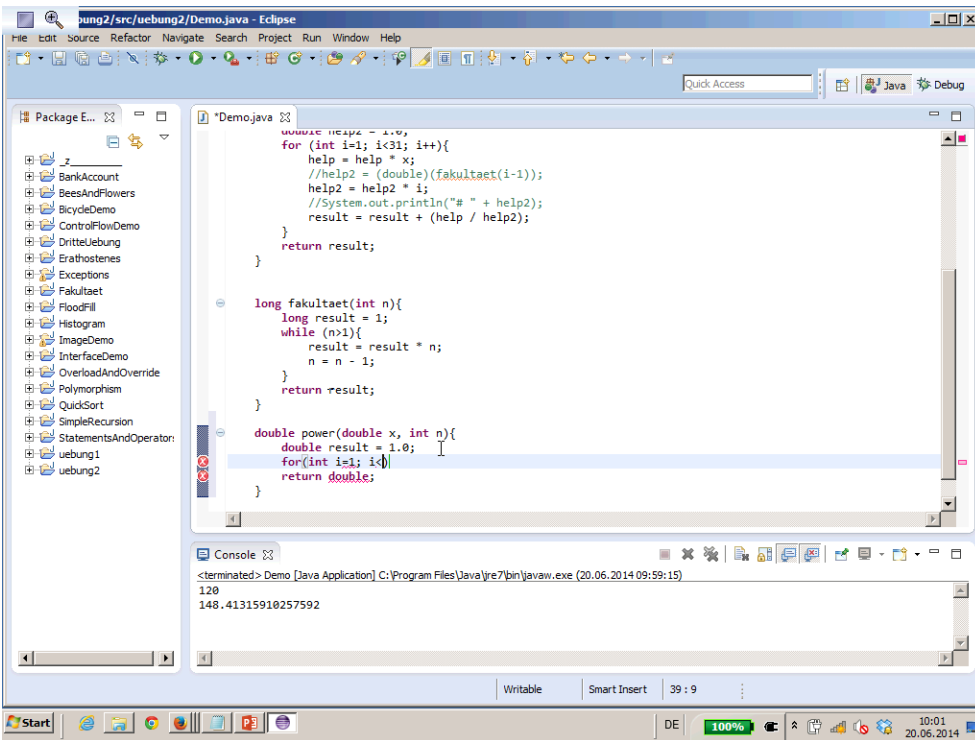 bung2/src/uebung2/Demo.java - Eclipse
File Edit Source Refactor Navigate Search Project Run Window Help
Quick Access
Java
Debug
Package E...
*Demo.java
_z_________
BankAccount
BeesAndFlowers
BicycleDemo
ControlFlowDemo
DritteUebung
Erathostenes
Exceptions
Fakultaet
FloodFill
Histogram
ImageDemo
InterfaceDemo
OverloadAndOverride
Polymorphism
QuickSort
SimpleRecursion
StatementsAndOperator
uebung1
uebung2
double help2 = 1.0;
for (int i=1; i<31; i++){
help = help * x;
//help2 = (double)(fakultaet(i-1));
help2 = help2 * i;
//System.out.println("# " + help2);
result = result + (help / help2);
}
return result;
}
long fakultaet(int n){
long result = 1;
while (n>1){
result = result * n;
n = n - 1;
}
return result;
}
double power(double x, int n){
double result = 1.0;
for(int i=1; i<)
return double;
}
Console
<terminated> Demo [Java Application] C:\Program Files\Java\jre7\bin\javaw.exe (20.06.2014 09:59:15)
120
148.41315910257592
Writable
Smart Insert
39 : 9
Start
DE
100%
10:01
20.06.2014